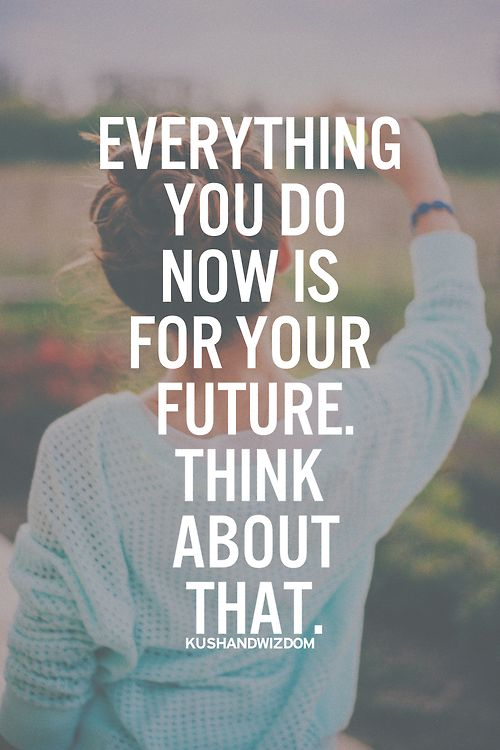 EVERYTHING
YOU DO
NOW IS
FOR YOUR
FUTURE.
THINK
ABOUT
THAT.
KUSHANDWIZDOM